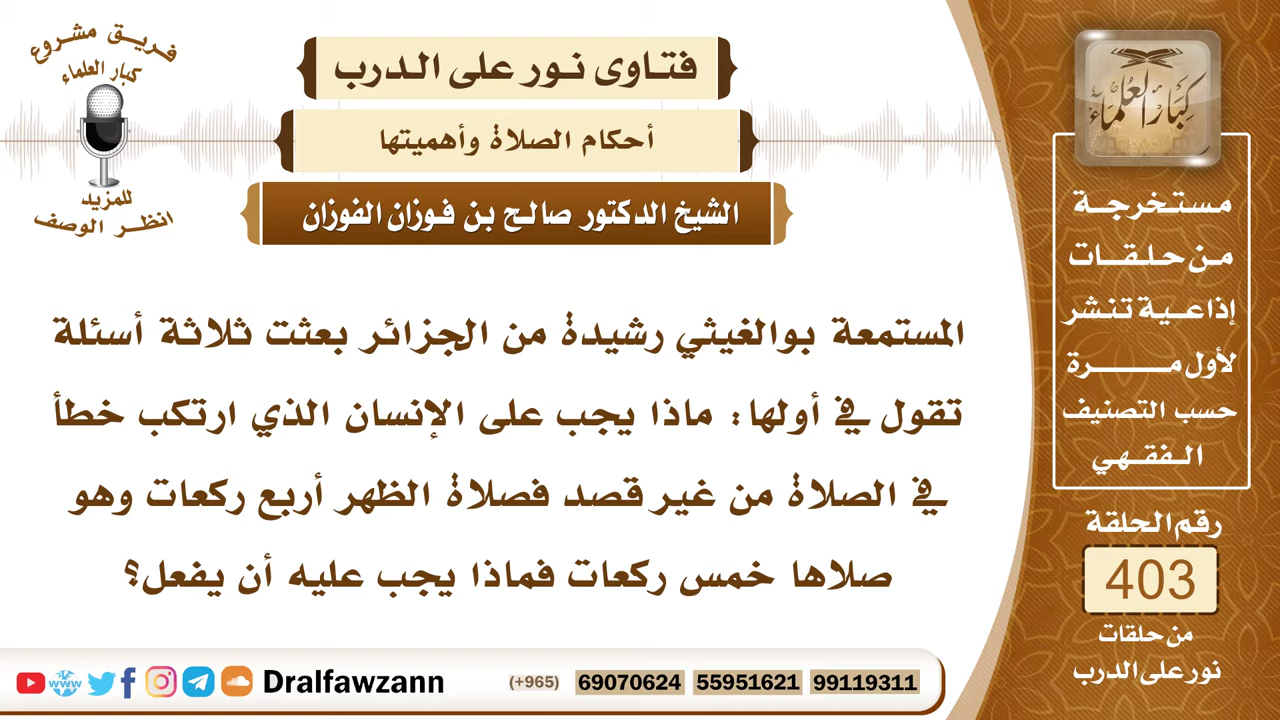 فريق مشروع
كبار العلماء
للمزيد
انظر الوصف
فتاوى نور على الدرب
أحكام الصلاة وأهميتها
الشيخ الدكتور صالح بن فوزان الفوزان
المستمعة بوالغيثي رشيدة من الجزائر بعثت ثلاثة أسئلة
تقول في أولها: ماذا يجب على الإنسان الذي ارتكب خطأ
في الصلاة من غير قصد فصلاة الظهر أربع ركعات وهو
صلاها خمس ركعات فماذا يجب عليه أن يفعل؟
كبار العلماء
مستخرجة
من حلقات
إذاعية تنشر
لأول مرة
حسب التصنيف
الفقهي
رقم الحلقة
403
من حلقات
نور على الدرب
www Dralfawzann (+965) 69070624 55951621 99119311